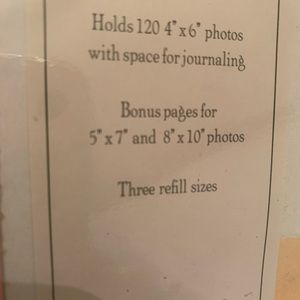 Holds 120 4" x 6" photos
with space for journaling
Bonus pages for
5" x 7" and 8" x 10" photos
Three refill sizes